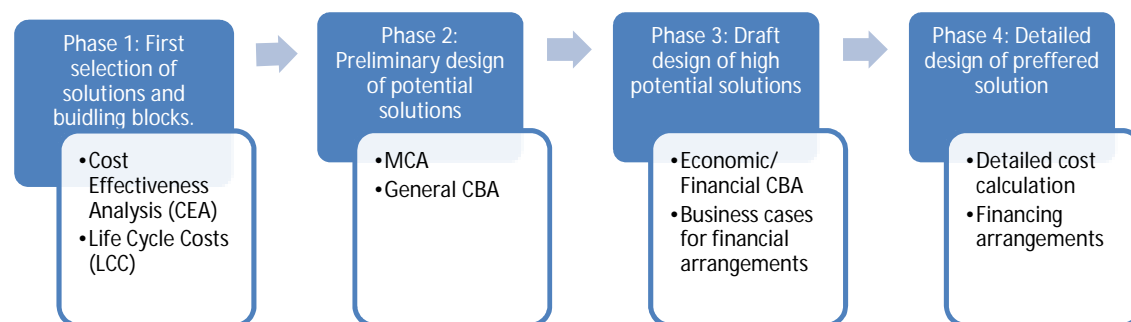 Phase 1: First
selection of
solutions and
buidling blocks.
•Cost
Effectiveness
Analysis (CEA)
•Life Cycle Costs
(LCC)
Phase 2:
Preliminary design
of potential
solutions
•MCA
•General CBA
Phase 3: Draft
design of high
potential solutions
•Economic/
Financial CBA
•Business cases
for financial
arrangements
Phase 4: Detailed
design of preffered
solution
•Detailed cost
calculation
•Financing
arrangements